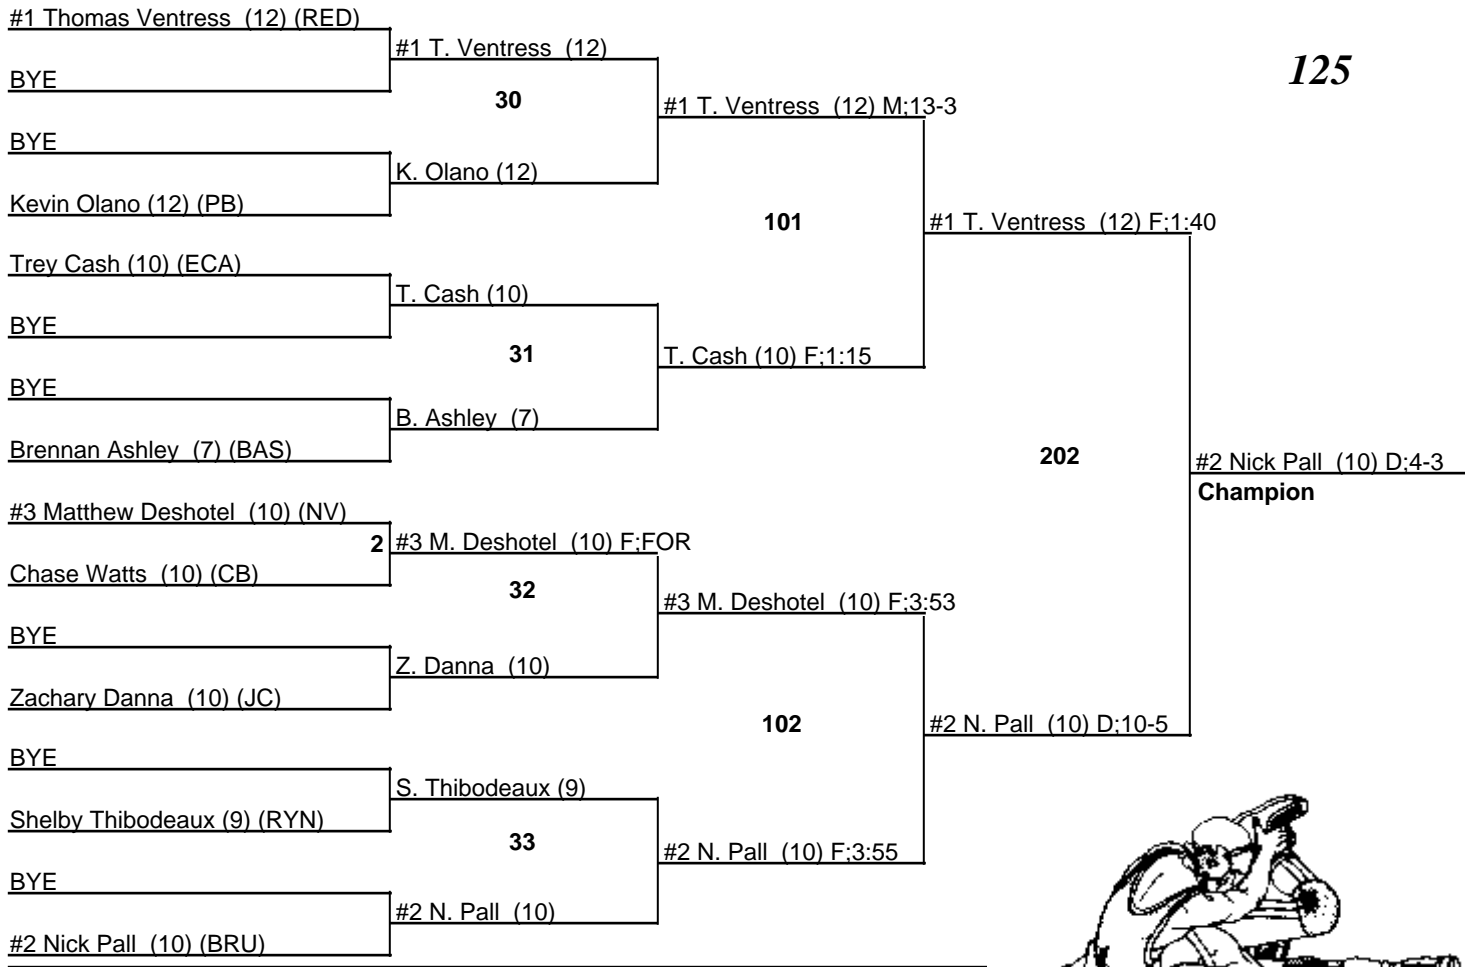 #1 Thomas Ventress (12) (RED)
BYE
BYE
Kevin Olano (12) (PB)
Trey Cash (10) (ECA)
BYE
BYE
Brennan Ashley (7) (BAS)
#3 Matthew Deshotel (10) (NV)
2
Chase Watts (10) (CB)
BYE
Zachary Danna (10) (JC)
BYE
Shelby Thibodeaux (9) (RYN)
BYE
#2 Nick Pall (10) (BRU)
#1 T. Ventress (12)
30
K. Olano (12)
T. Cash (10)
31
B. Ashley (7)
#3 M. Deshotel (10) F;FOR
32
Z. Danna (10)
S. Thibodeaux (9)
33
#2 N. Pall (10)
#1 T. Ventress (12) M;13-3
101
T. Cash (10) F;1:15
#3 M. Deshotel (10) F;3:53
102
#2 N. Pall (10) F;3:55
#1 T. Ventress (12) F;1:40
202
#2 N. Pall (10) D;10-5
125
#2 Nick Pall (10) D;4-3
Champion